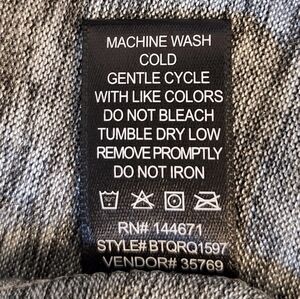 MACHINE WASH
COLD
GENTLE CYCLE
WITH LIKE COLORS
DO NOT BLEACH
TUMBLE DRY LOW
REMOVE PROMPTLY
DO NOT IRON
RN# 144671
STYLE# BTQRQ1597
VENDOR# 35769